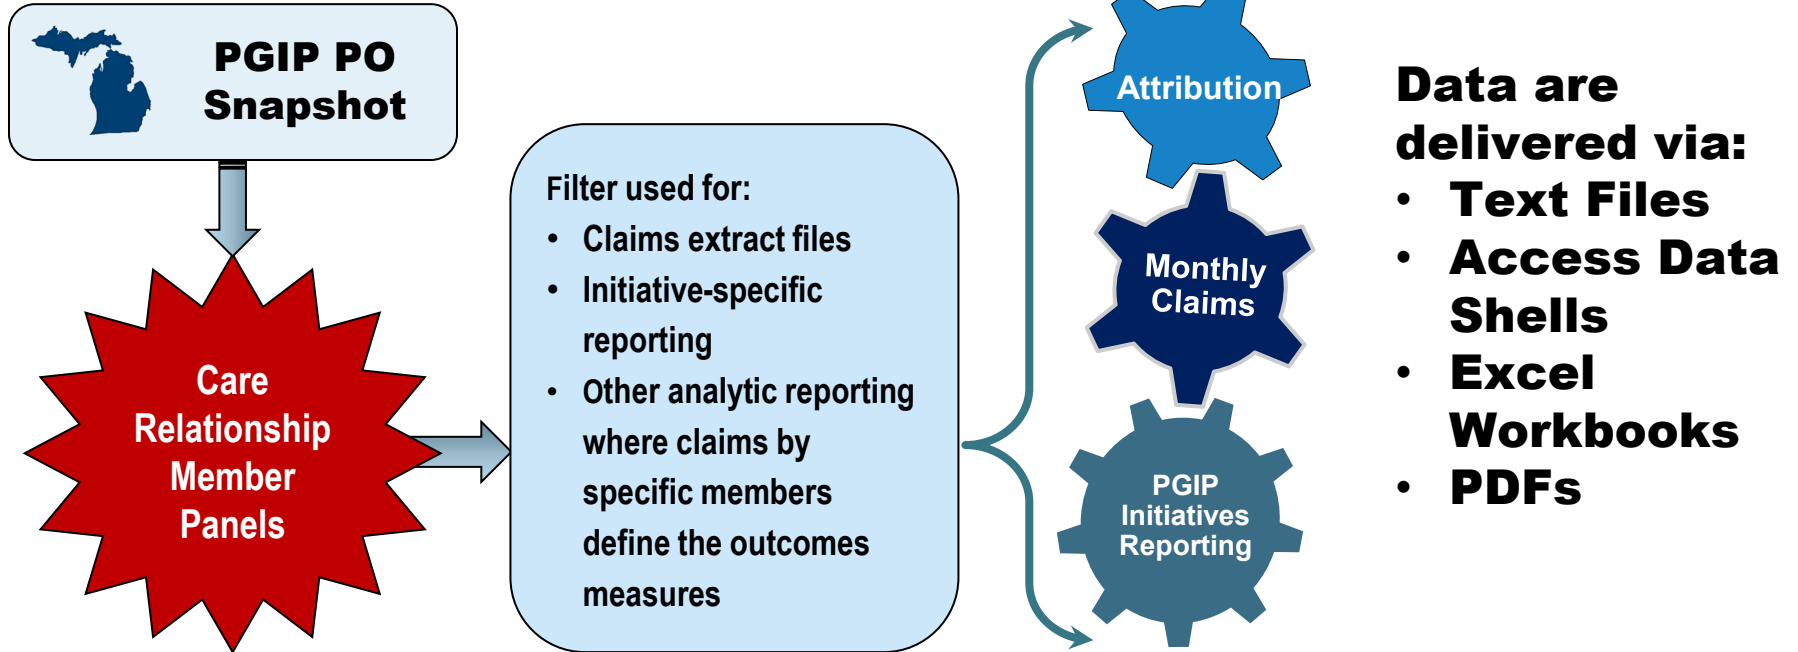 PGIP PO
Snapshot
Care
Relationship
Member
Panels
Filter used for:
• Claims extract files
• Initiative-specific
reporting
• Other analytic reporting
where claims by
specific members
define the outcomes
measures
Attribution
Monthly
Claims
PGIP
Initiatives
Reporting
Data are
delivered via:
• Text Files
• Access Data
Shells
• Excel
Workbooks
• PDFs